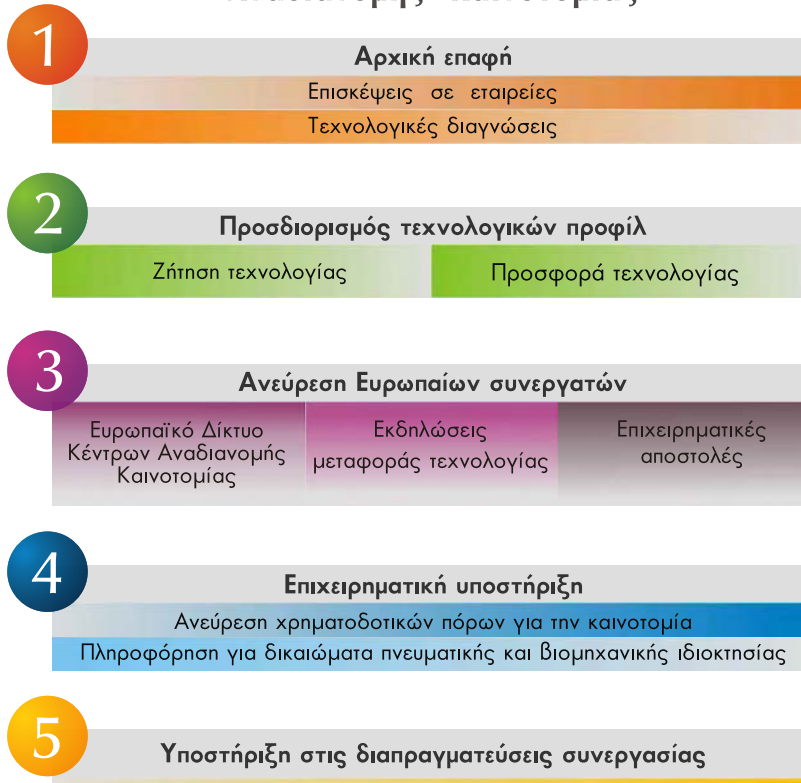 1
Αρχική επαφή
Επισκέψεις σε εταιρείες
Τεχνολογικές διαγνώσεις
2
Προσδιορισμός τεχνολογικών προφίλ
Ζήτηση τεχνολογίας
Προσφορά τεχνολογίας
3
Ανεύρεση Ευρωπαίων συνεργατών
Ευρωπαϊκό Δίκτυο
Κέντρων Αναδιανομής
Καινοτομίας
Εκδηλώσεις
μεταφοράς τεχνολογίας
Επιχειρηματικές
αποστολές
4
Επιχειρηματική υποστήριξη
Ανεύρεση χρηματοδοτικών πόρων για την καινοτομία
Πληροφόρηση για δικαιώματα πνευματικής και βιομηχανικής ιδιοκτησίας
5
Υποστήριξη στις διαπραγματεύσεις συνεργασίας